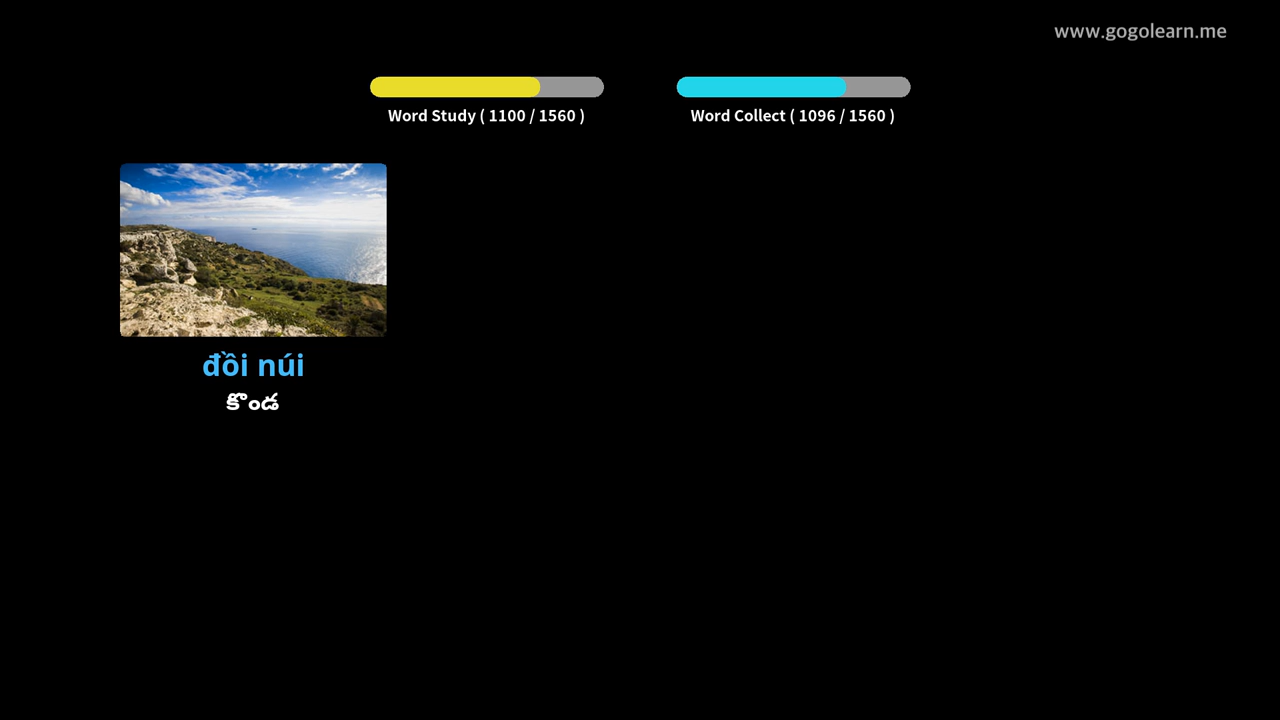 www.gogolearn.me
Word Study ( 1100 / 1560 )
Word Collect ( 1096 / 1560 )
đồi núi
కొండ